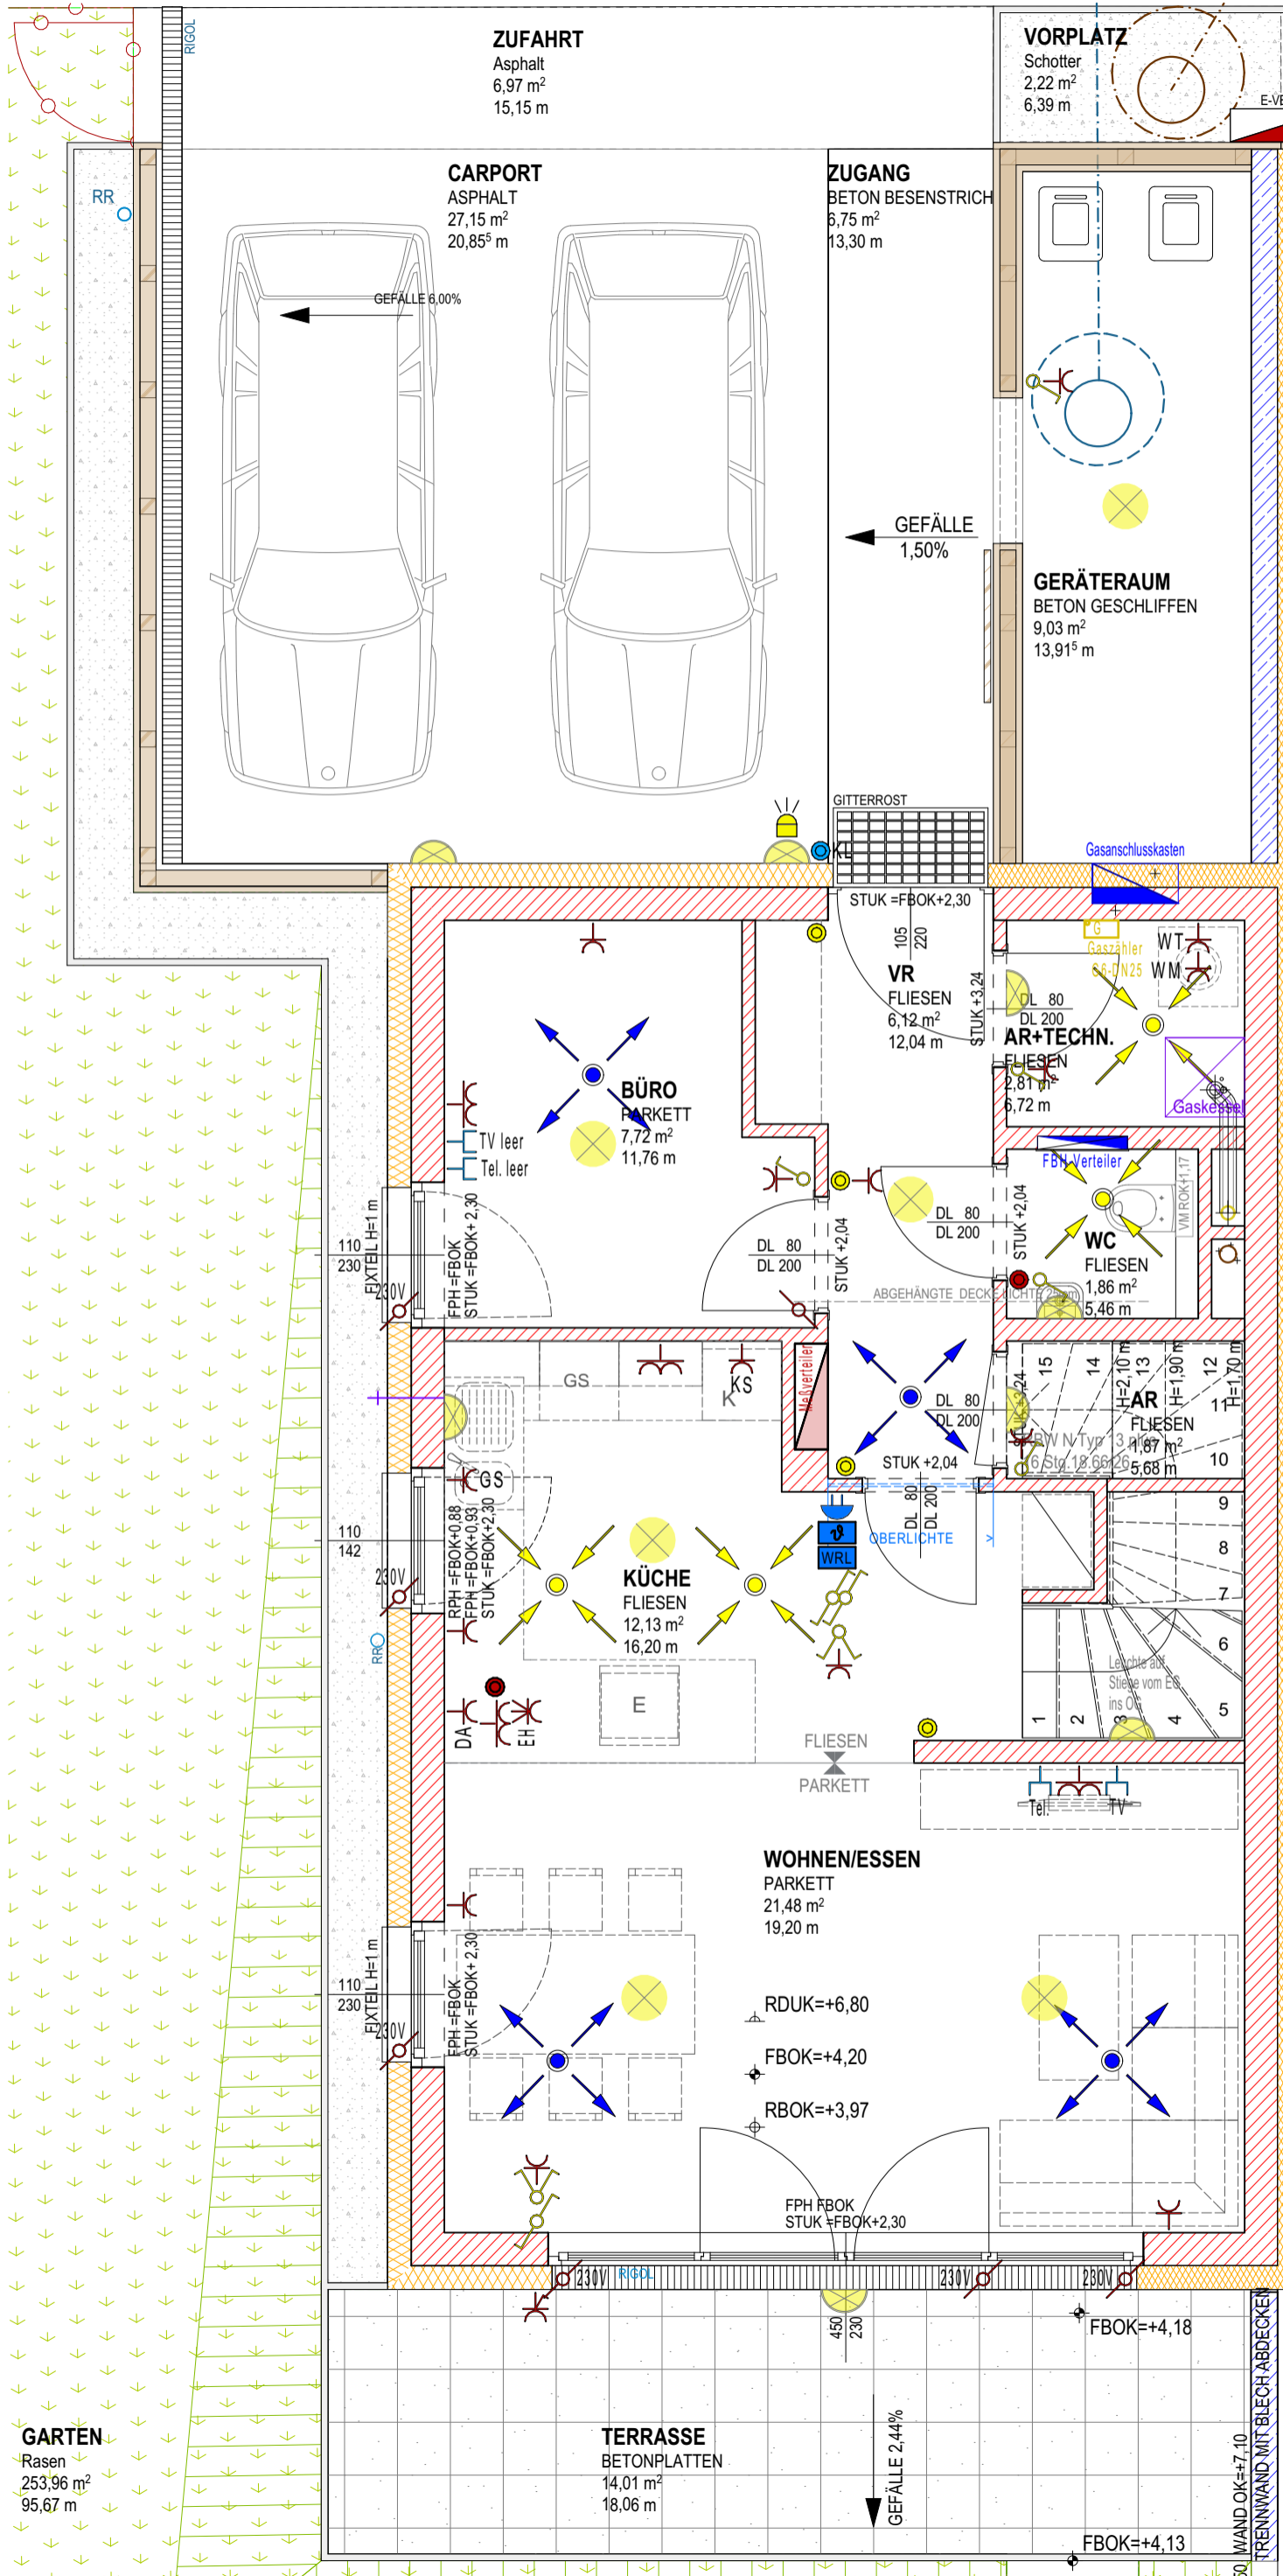 ZUFAHRT
Asphalt
6,97 m²
15,15 m
RIGOL
VORPLATZ
Schotter
2,22 m²
6,39 m
RR
CARPORT
ASPHALT
27,15 m²
20,85⁵ m
GEFÄLLE 6,00%
ZUGANG
BETON BESENSTRICH
6,75 m²
13,30 m
GEFÄLLE
1,50%
GERÄTERAUM
BETON GESCHLIFFEN
9,03 m²
13,91⁵ m
GITTERROST
Gasanschlusskasten
STUK =FBOK+2,30
105
220
VR
FLIESEN
6,12 m²
12,04 m
STUK +3,24
G
Gaszähler
G6-DN25
WT
WM
DL 80
DL 200
AR+TECHN.
FLIESEN
2,81 m²
6,72 m
Gaskessel
BÜRO
PARKETT
7,72 m²
11,76 m
TV leer
Tel. leer
FBH-Verteiler
VM ROK+1,17
110
230
FIXTEIL H=1 m
230V
FPH =FBOK
STUK =FBOK+ 2,30
DL 80
DL 200
STUK +2,04
DL 80
DL 200
STUK +2,04
WC
FLIESEN
1,86 m²
5,46 m
GS
K
KS
Meßverteiler
DL 80
DL 200
15
14
H=2,10 m
13
H=1,90 m
12
H=1,70 m
11
10
AR
FLIESEN
1,87 m²
5,68 m
STUK +2,04
DL 80
DL 200
OBERLICHTE
WRL
GS
110
142
230V
RPH =FBOK+0,88
FPH =FBOK+0,93
STUK =FBOK+2,30
KÜCHE
FLIESEN
12,13 m²
16,20 m
9
8
7
6
5
4
3
2
1
Leuchte auf
Stiege vom EG
ins OG
RR
DA
EH
E
FLIESEN
PARKETT
Tel.
TV
WOHNEN/ESSEN
PARKETT
21,48 m²
19,20 m
110
230
FIXTEIL H=1 m
230V
FPH =FBOK
STUK =FBOK+ 2,30
RDUK=+6,80
FBOK=+4,20
RBOK=+3,97
FPH FBOK
STUK =FBOK+2,30
230V
RIGOL
230V
230V
450
230
FBOK=+4,18
GARTEN
Rasen
253,96 m²
95,67 m
TERRASSE
BETONPLATTEN
14,01 m²
18,06 m
GEFÄLLE 2,44%
FBOK=+4,13
WAND OK=+7,10
TRENNWAND MIT BLECH ABDECKEN